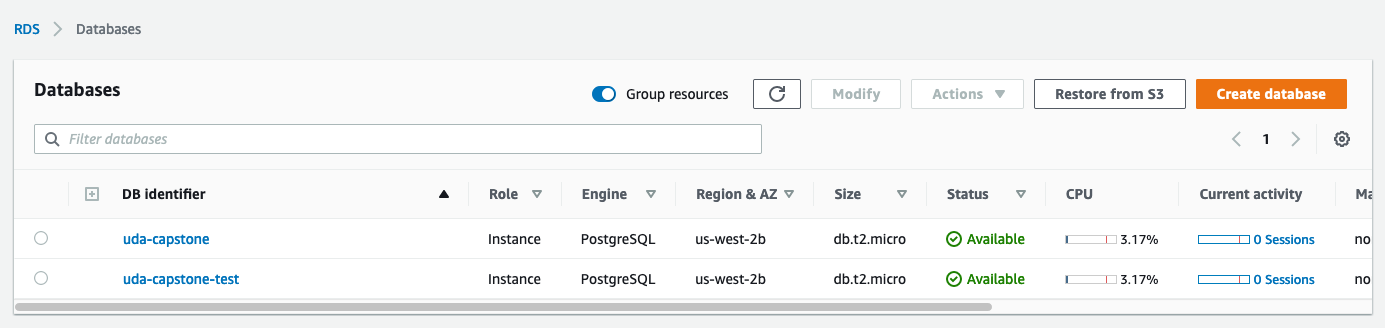 RDS Databases
Databases Group resources Modify Actions Restore from S3 Create database
Filter databases 1
DB identifier Role Engine Region & AZ Size Status CPU Current activity Ma
uda-capstone Instance PostgreSQL us-west-2b db.t2.micro Available 3.17% 0 Sessions no
uda-capstone-test Instance PostgreSQL us-west-2b db.t2.micro Available 3.17% 0 Sessions no